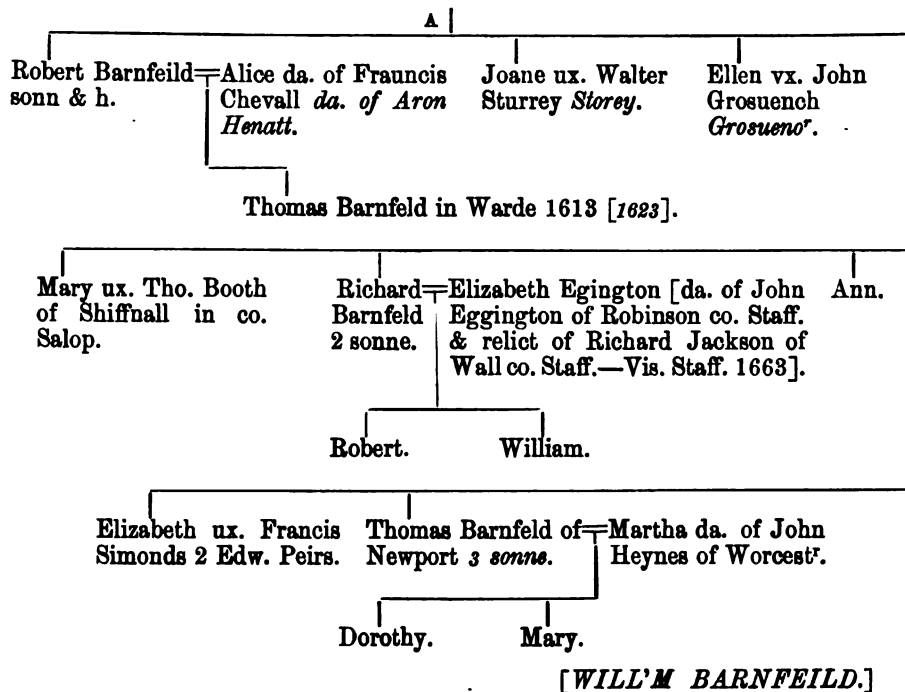 A
Robert Barnfeild
sonn & h.
Alice da. of Frauncis
Chevall da. of Aron
Henatt.
Joane ux. Walter
Sturrey Storey.
Ellen vx. John
Grosuench
Grosuenoʳ.
Thomas Barnfeld in Warde 1613 [1623].
Mary ux. Tho. Booth
of Shiffnall in co.
Salop.
Richard
Barnfeld
2 sonne.
Elizabeth Egington [da. of John
Eggington of Robinson co. Staff.
& relict of Richard Jackson of
Wall co. Staff.—Vis. Staff. 1663].
Ann.
Robert.
William.
Elizabeth ux. Francis
Simonds 2 Edw. Peirs.
Thomas Barnfeld of
Newport 3 sonne.
Martha da. of John
Heynes of Worcestʳ.
Dorothy.
Mary.
[WILL'M BARNFEILD.]